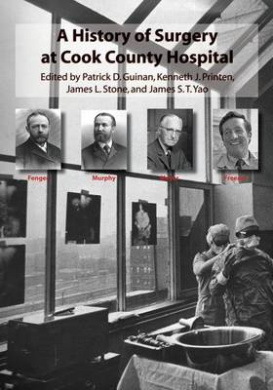 A History of Surgery
at Cook County Hospital
Edited by Patrick D. Guinan, Kenneth J. Printen,
James L. Stone, and James S. T. Yao
Fenger
Murphy
Freeark